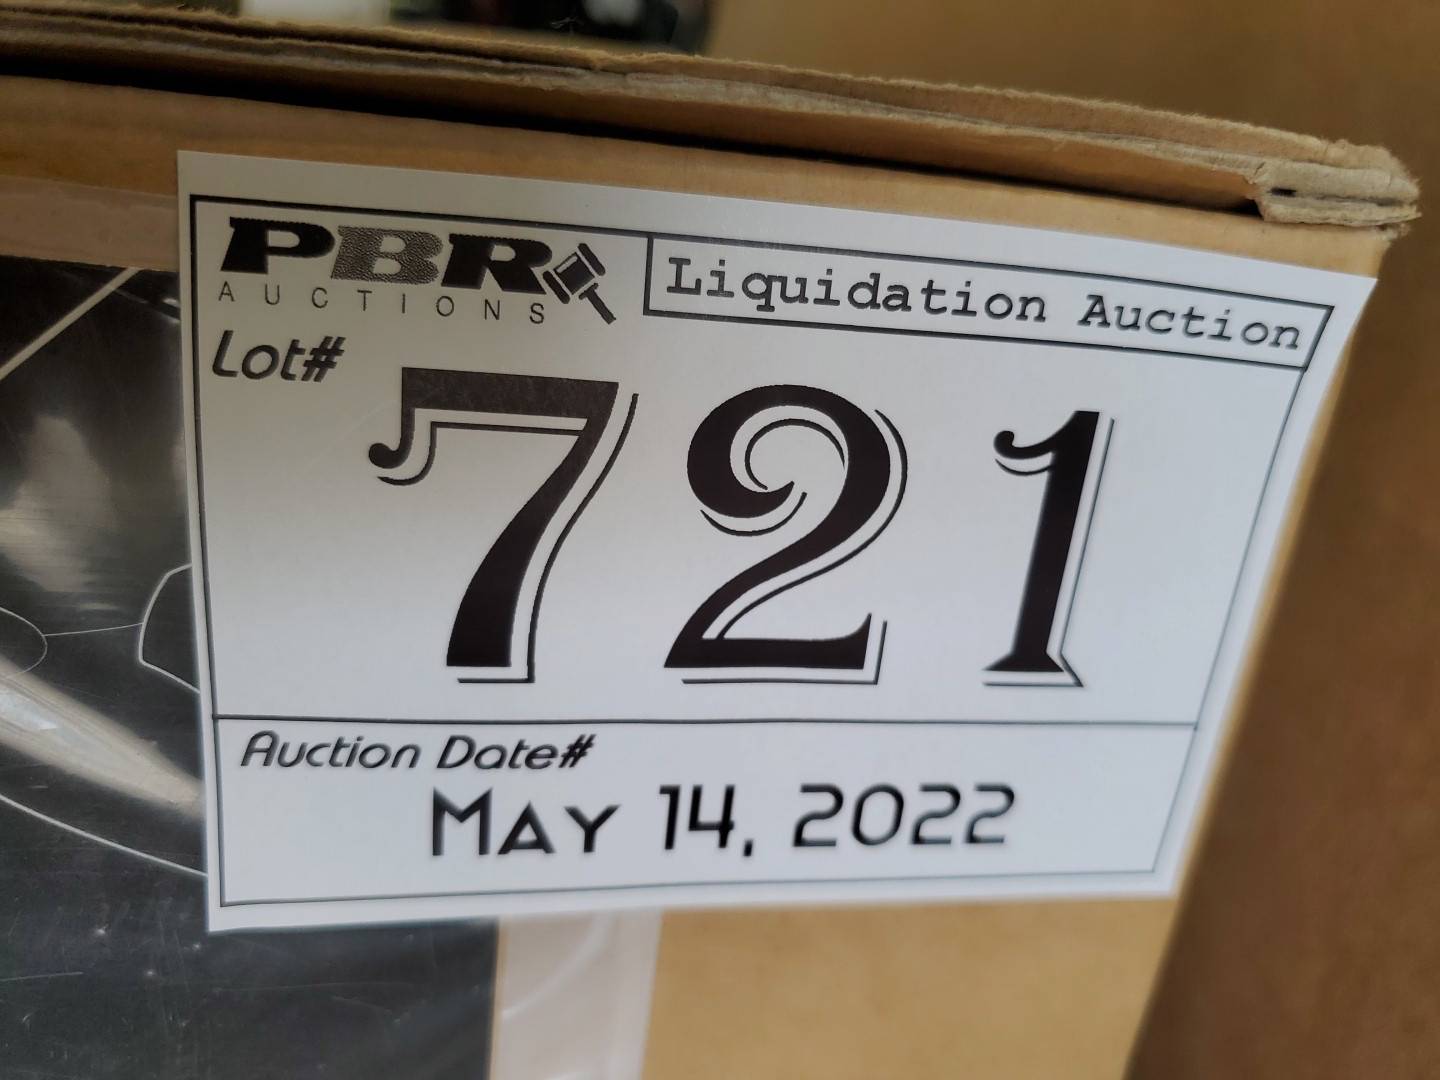 PBR
AUCTIONS
Liquidation Auction
Lot#
721
Auction Date#
May 14, 2022